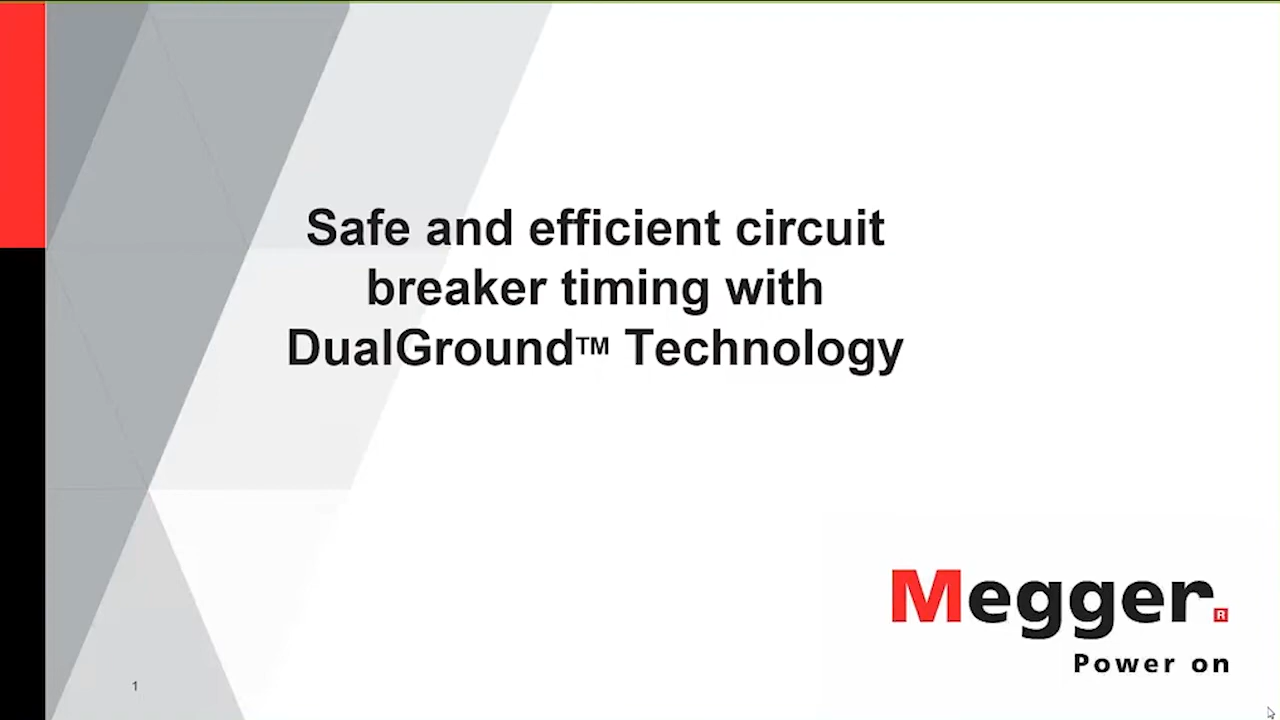 Safe and efficient circuit
breaker timing with
DualGround™ Technology
Megger.®
Power on
1